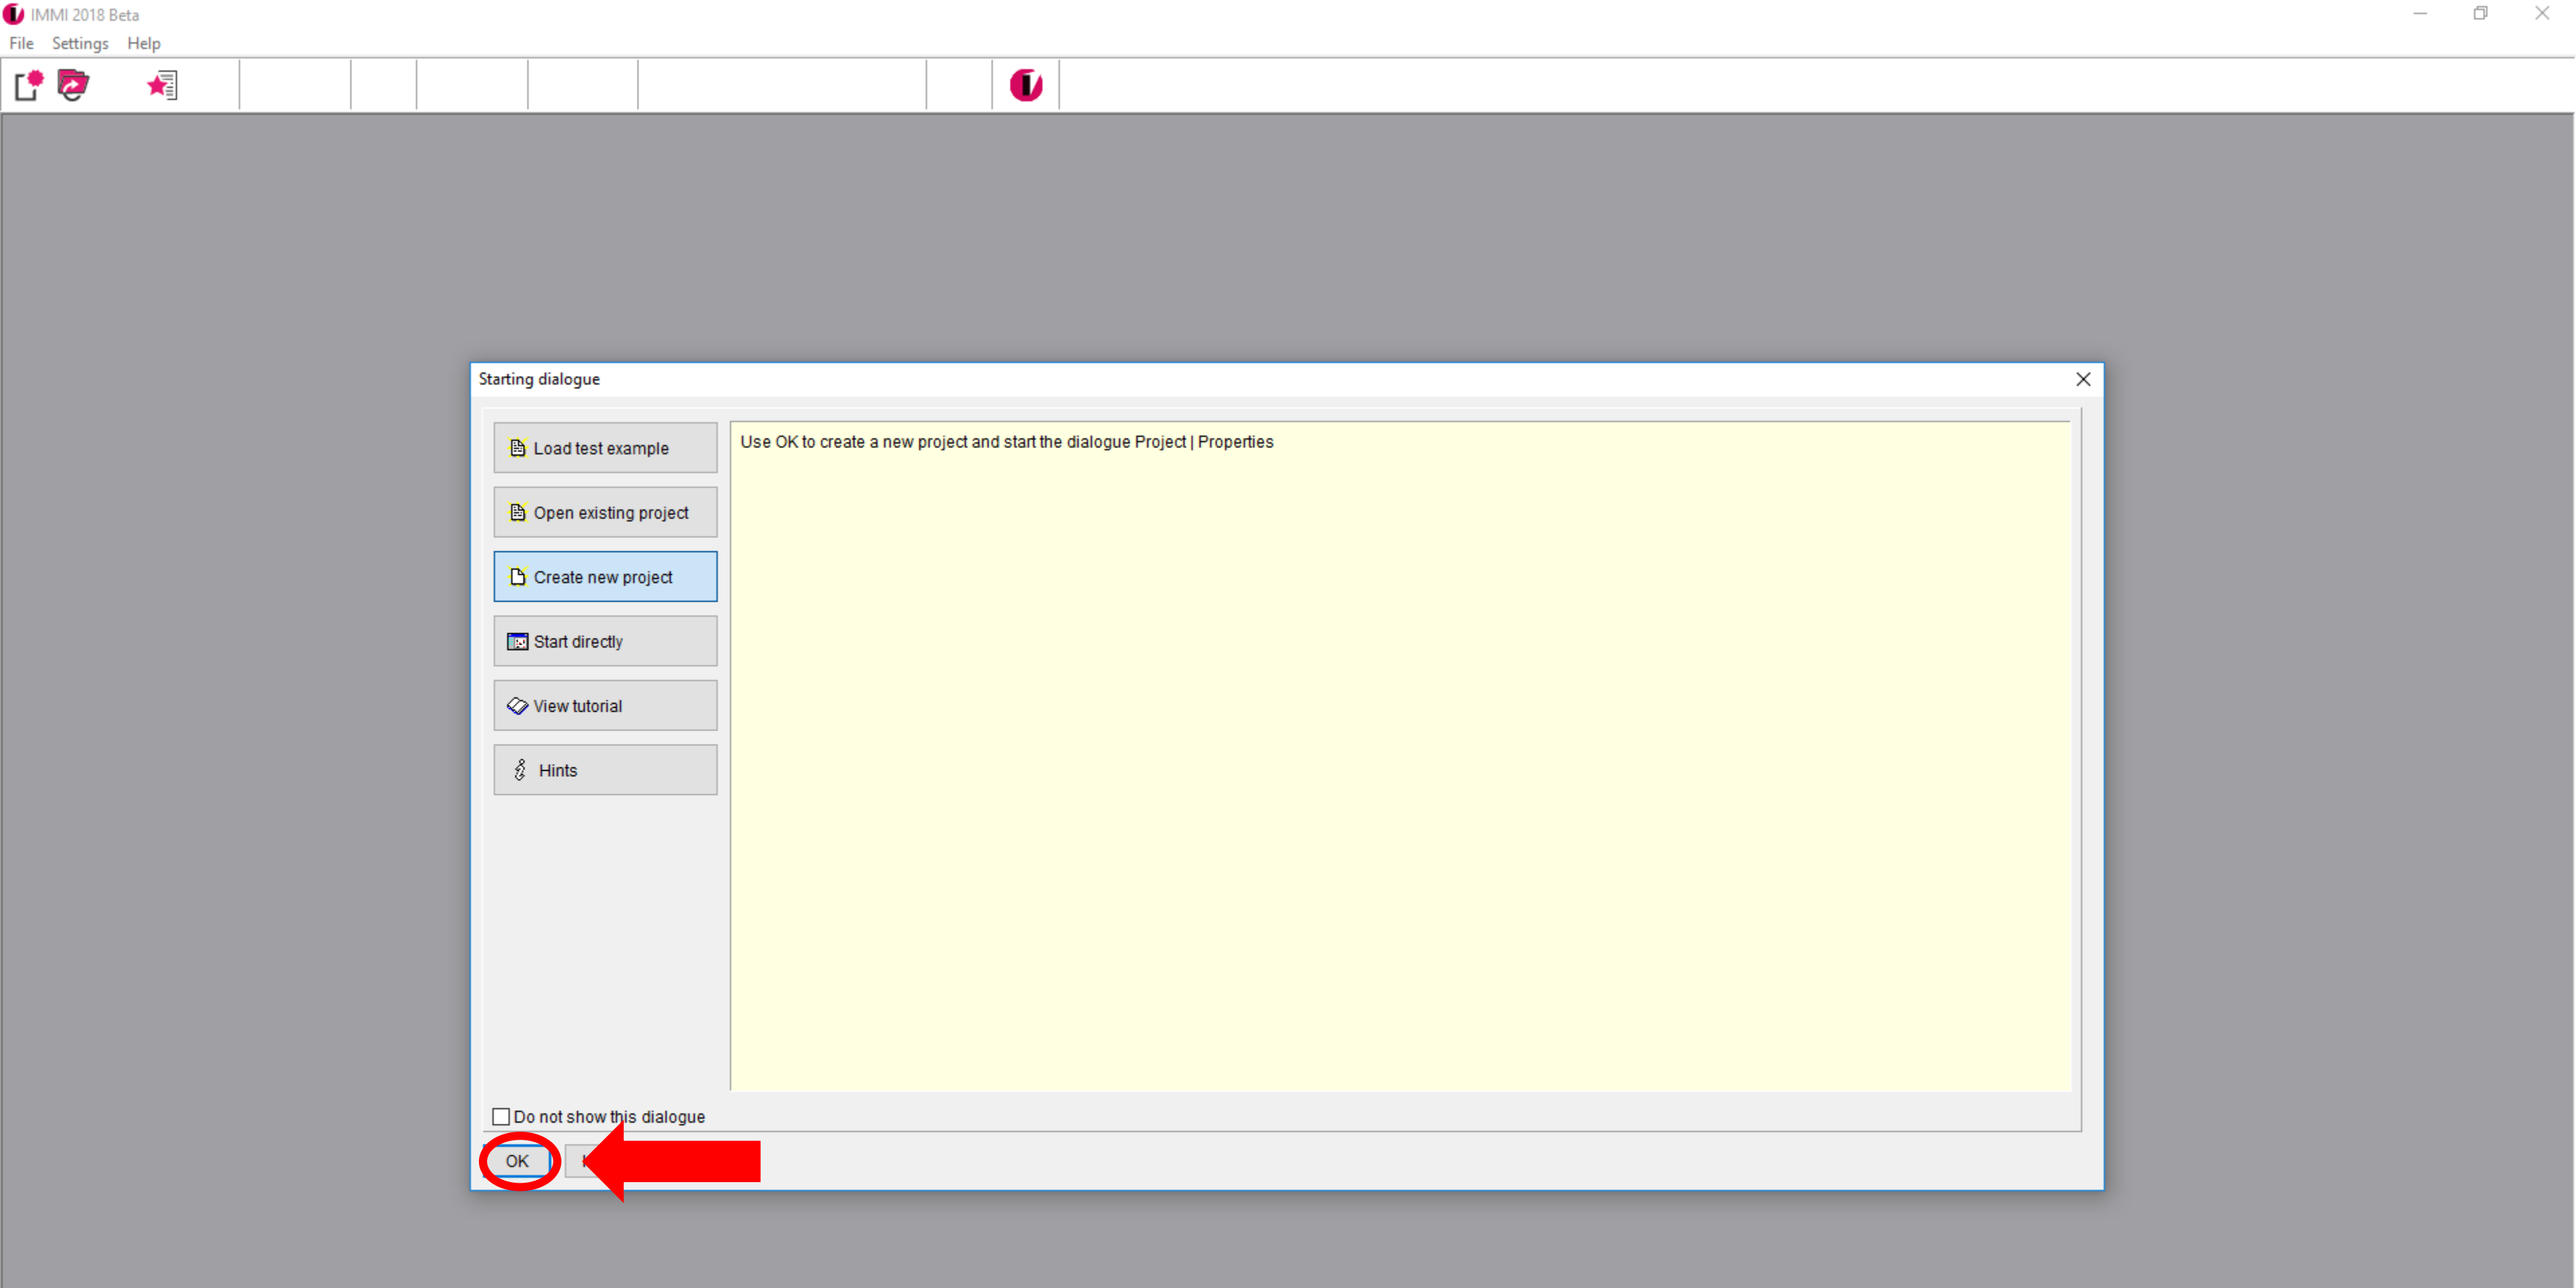 IMMI 2018 Beta
File Settings Help
Starting dialogue
Load test example
Use OK to create a new project and start the dialogue Project | Properties
Open existing project
Create new project
Start directly
View tutorial
Hints
Do not show this dialogue
OK